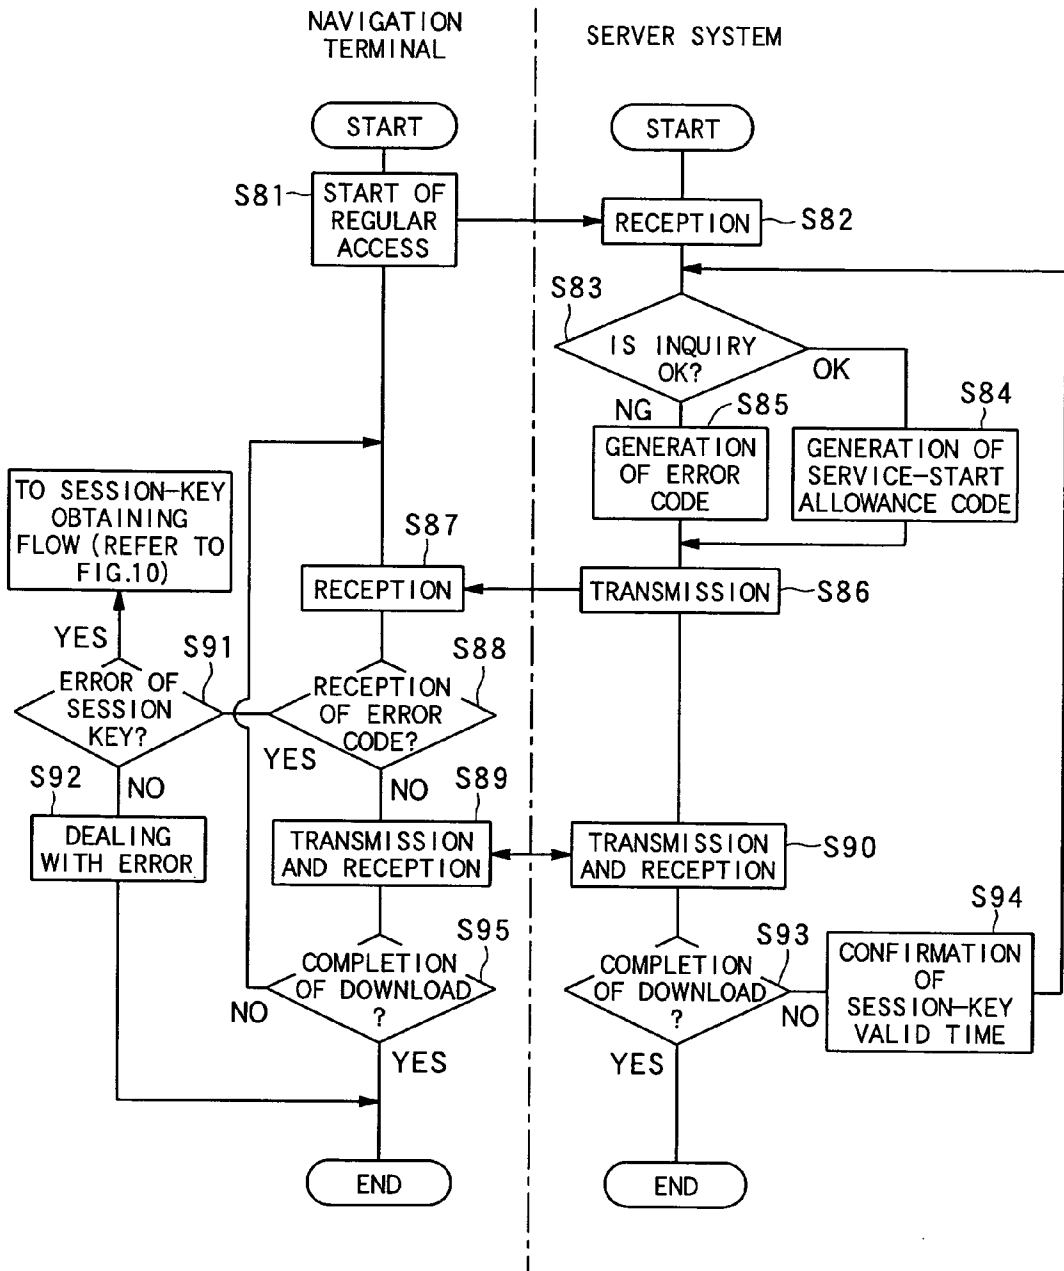 NAVIGATION
TERMINAL
SERVER SYSTEM
START
START
S81
START OF
REGULAR
ACCESS
RECEPTION
S82
S83
IS INQUIRY
OK?
OK
NG
S85
S84
GENERATION
OF ERROR
CODE
GENERATION OF
SERVICE-START
ALLOWANCE CODE
TO SESSION-KEY
OBTAINING
FLOW (REFER TO
FIG.10)
S87
RECEPTION
TRANSMISSION
S86
YES
S91
ERROR OF
SESSION
KEY?
S88
RECEPTION
OF ERROR
CODE?
YES
NO
NO
S92
DEALING
WITH ERROR
S89
TRANSMISSION
AND RECEPTION
TRANSMISSION
AND RECEPTION
S90
S95
COMPLETION
OF DOWNLOAD
?
NO
YES
S93
COMPLETION
OF DOWNLOAD
?
NO
YES
S94
CONFIRMATION
OF
SESSION-KEY
VALID TIME
END
END